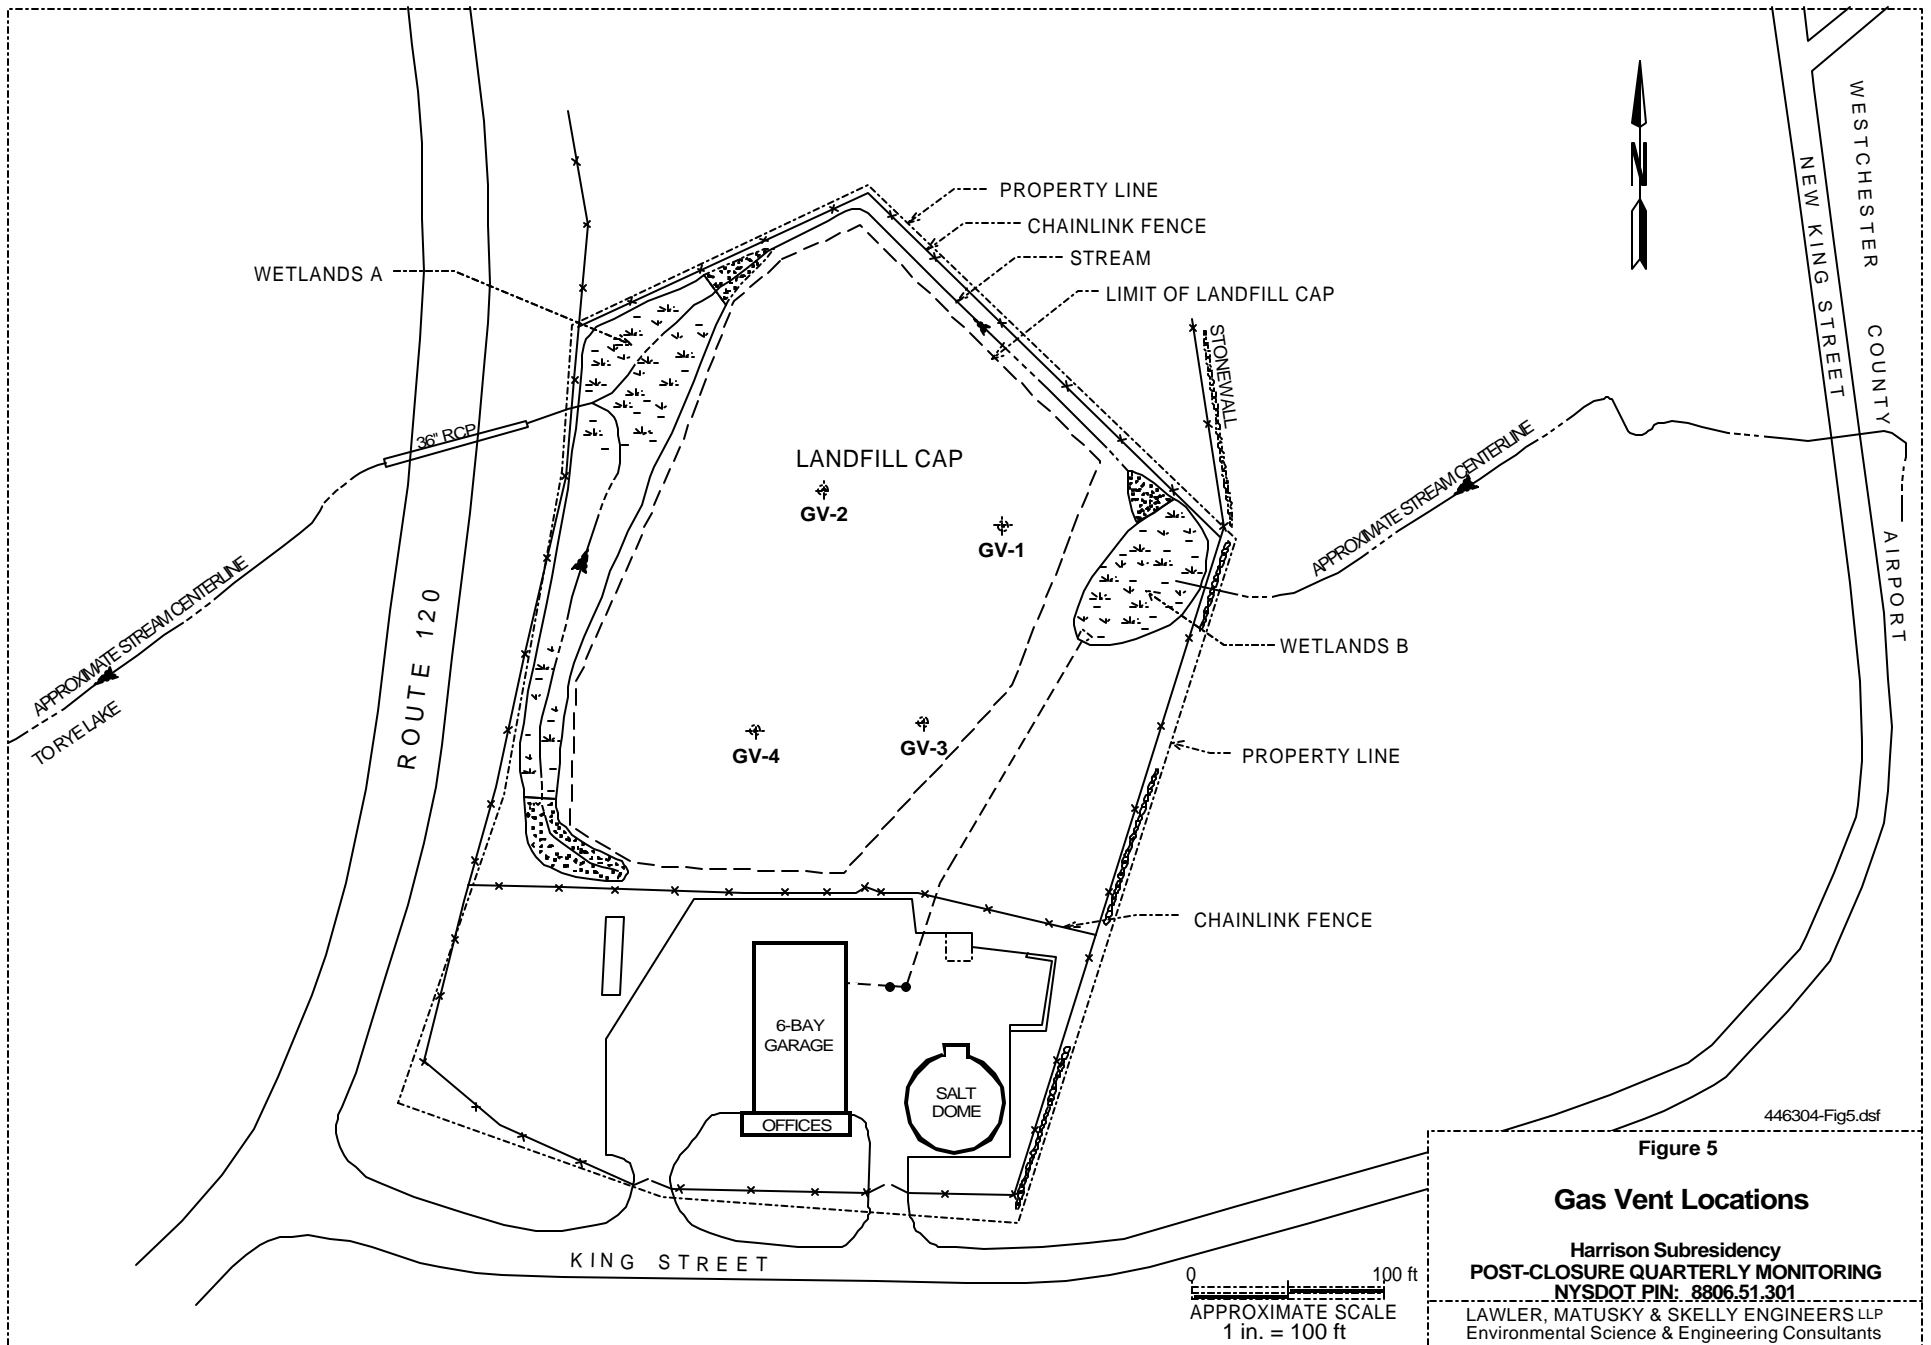 PROPERTY LINE
CHAINLINK FENCE
STREAM
LIMIT OF LANDFILL CAP
WETLANDS A
N
WESTCHESTER COUNTY AIRPORT
NEW KING STREET
STONEWALL
36" RCP
LANDFILL CAP
GV-2
GV-1
APPROXIMATE STREAM CENTERLINE
APPROXIMATE STREAM CENTERLINE
TO RYE LAKE
ROUTE 120
WETLANDS B
GV-4
GV-3
PROPERTY LINE
CHAINLINK FENCE
6-BAY
GARAGE
OFFICES
SALT
DOME
KING STREET
0 100 ft
APPROXIMATE SCALE
1 in. = 100 ft
446304-Fig5.dsf
Figure 5
Gas Vent Locations
Harrison Subresidency
POST-CLOSURE QUARTERLY MONITORING
NYSDOT PIN: 8806.51.301
LAWLER, MATUSKY & SKELLY ENGINEERS LLP
Environmental Science & Engineering Consultants